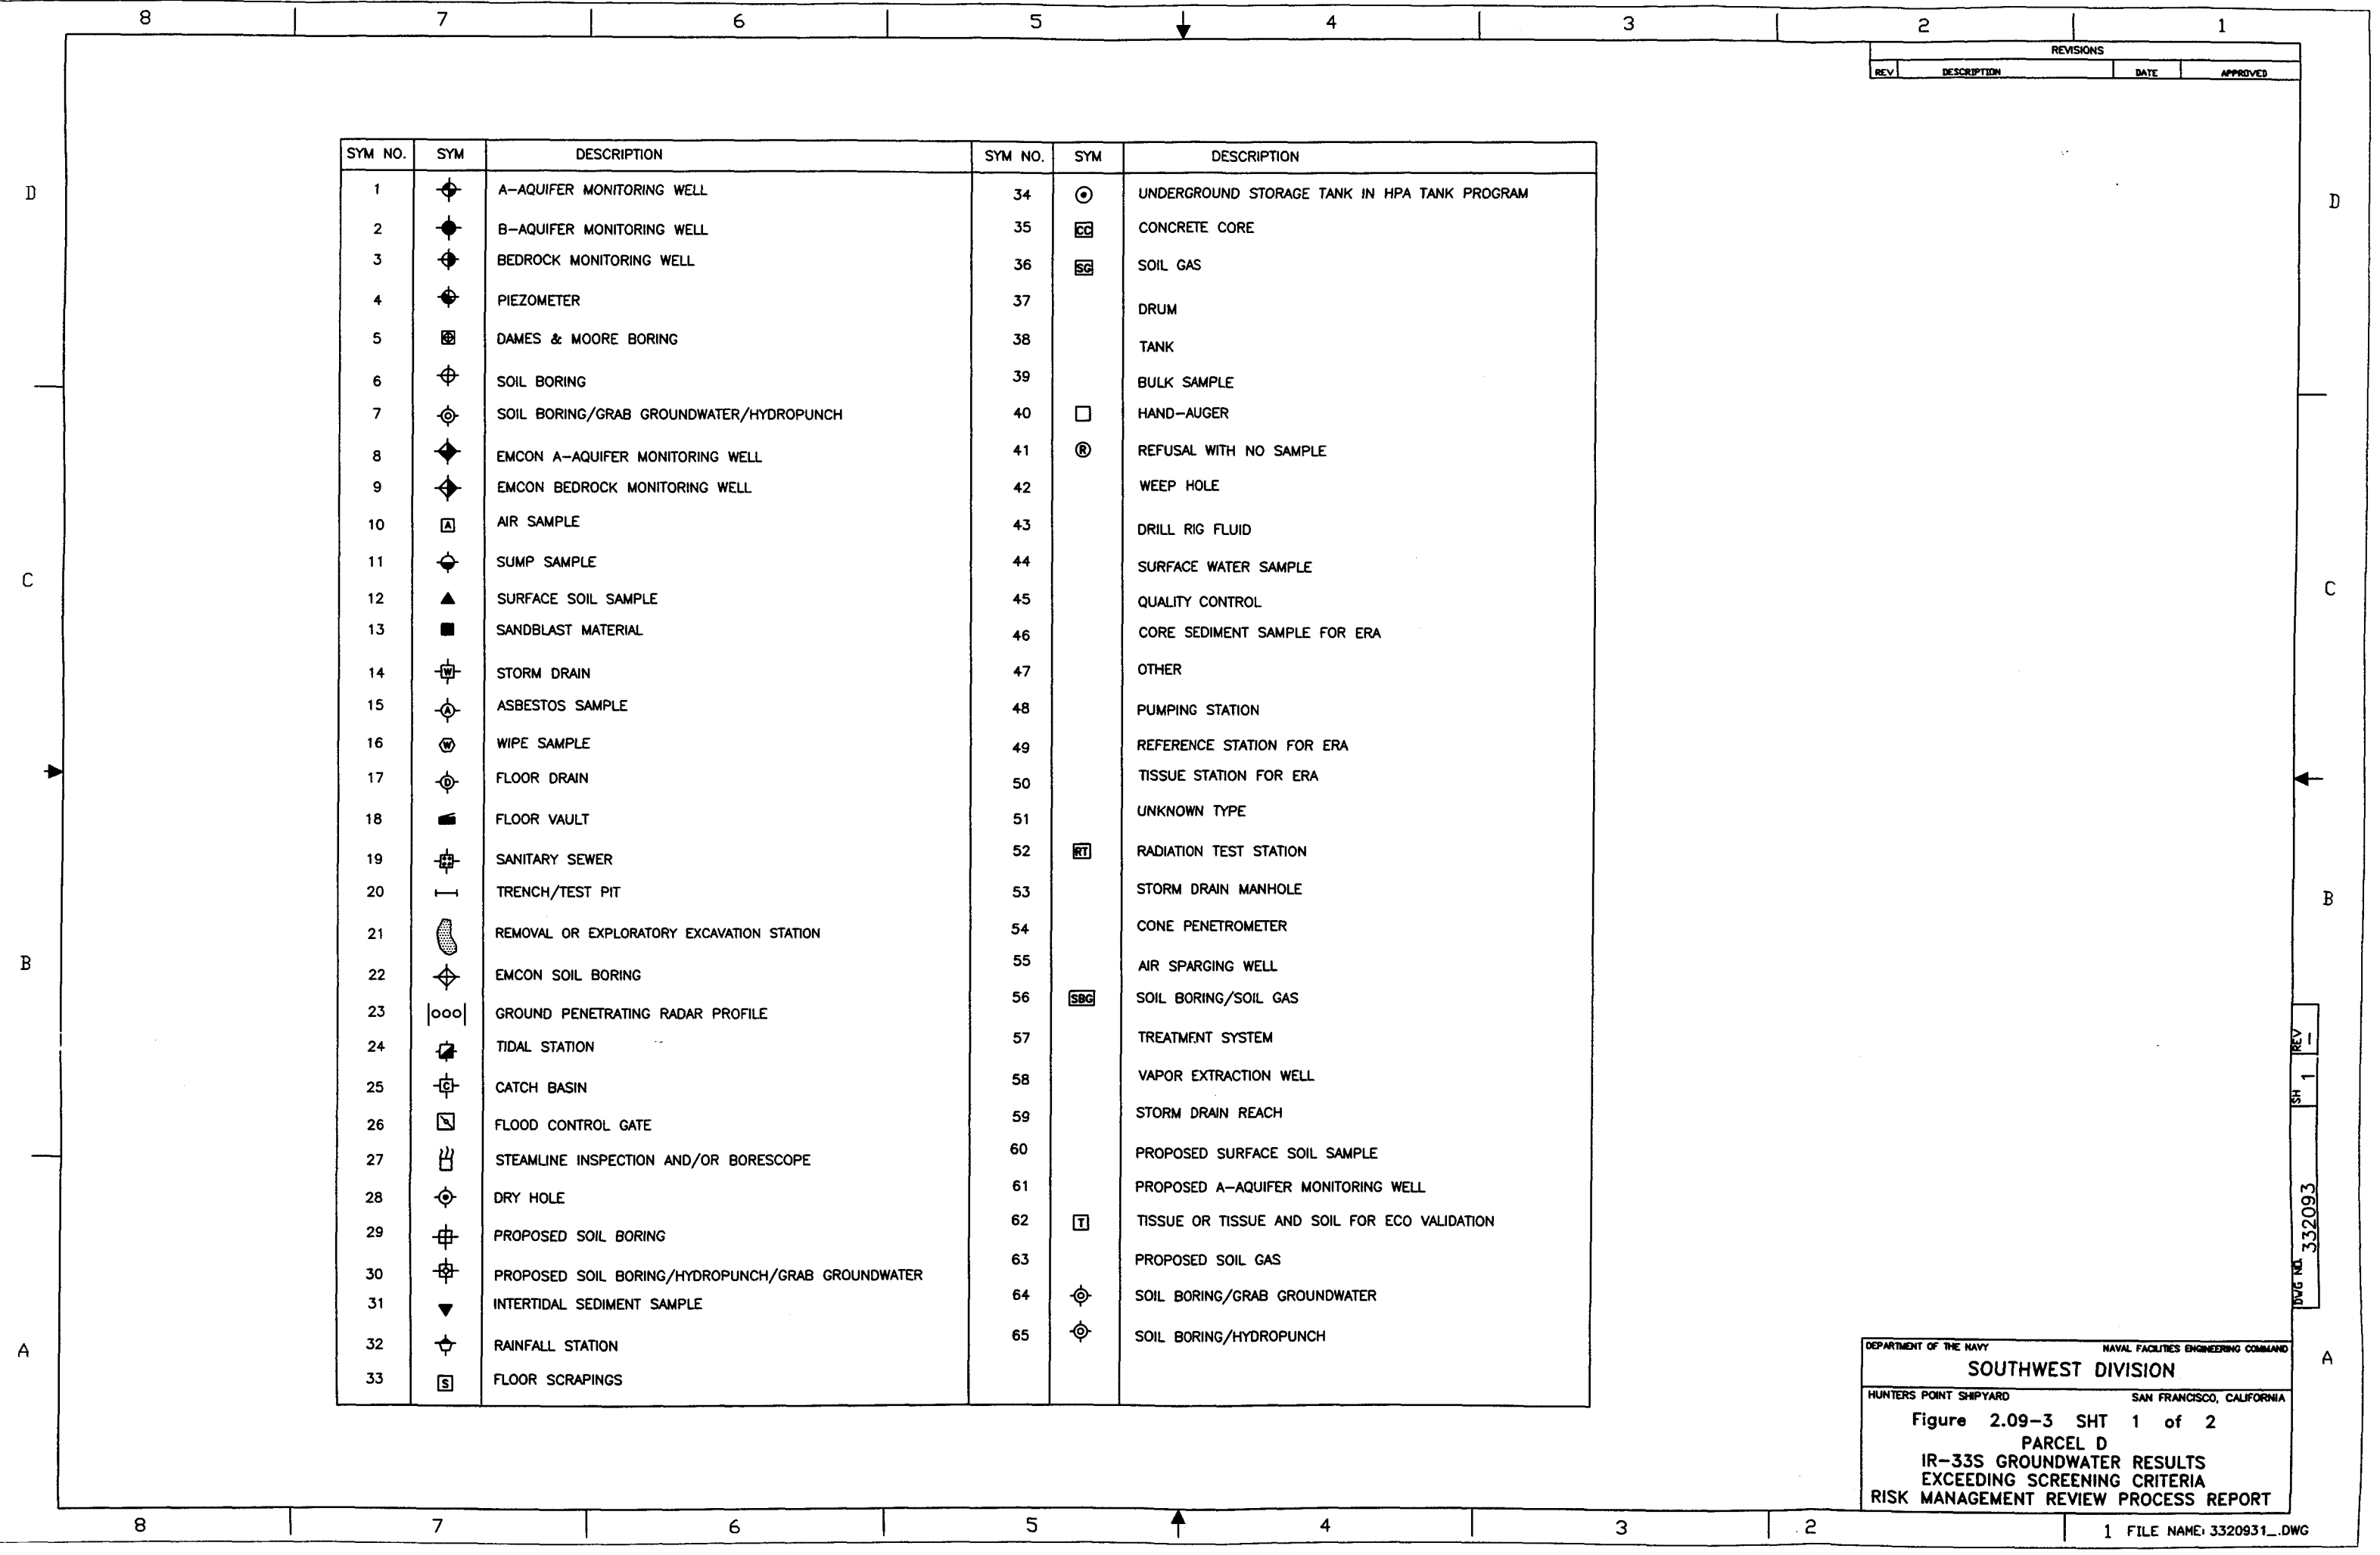 8 7 6 5 4 3 2 1
REVISIONS
REV DESCRIPTION DATE APPROVED
SYM NO. SYM DESCRIPTION SYM NO. SYM DESCRIPTION
1 A-AQUIFER MONITORING WELL
2 B-AQUIFER MONITORING WELL
3 BEDROCK MONITORING WELL
4 PIEZOMETER
5 DAMES & MOORE BORING
6 SOIL BORING
7 SOIL BORING/GRAB GROUNDWATER/HYDROPUNCH
8 EMCON A-AQUIFER MONITORING WELL
9 EMCON BEDROCK MONITORING WELL
10 A AIR SAMPLE
11 SUMP SAMPLE
12 SURFACE SOIL SAMPLE
13 SANDBLAST MATERIAL
14 W STORM DRAIN
15 A ASBESTOS SAMPLE
16 W WIPE SAMPLE
17 D FLOOR DRAIN
18 FLOOR VAULT
19 SANITARY SEWER
20 TRENCH/TEST PIT
21 REMOVAL OR EXPLORATORY EXCAVATION STATION
22 EMCON SOIL BORING
23 GROUND PENETRATING RADAR PROFILE
24 TIDAL STATION
25 C CATCH BASIN
26 FLOOD CONTROL GATE
27 STEAMLINE INSPECTION AND/OR BORESCOPE
28 DRY HOLE
29 PROPOSED SOIL BORING
30 PROPOSED SOIL BORING/HYDROPUNCH/GRAB GROUNDWATER
31 INTERTIDAL SEDIMENT SAMPLE
32 RAINFALL STATION
33 S FLOOR SCRAPINGS
34 UNDERGROUND STORAGE TANK IN HPA TANK PROGRAM
35 CC CONCRETE CORE
36 SG SOIL GAS
37 DRUM
38 TANK
39 BULK SAMPLE
40 HAND-AUGER
41 R REFUSAL WITH NO SAMPLE
42 WEEP HOLE
43 DRILL RIG FLUID
44 SURFACE WATER SAMPLE
45 QUALITY CONTROL
46 CORE SEDIMENT SAMPLE FOR ERA
47 OTHER
48 PUMPING STATION
49 REFERENCE STATION FOR ERA
50 TISSUE STATION FOR ERA
51 UNKNOWN TYPE
52 RT RADIATION TEST STATION
53 STORM DRAIN MANHOLE
54 CONE PENETROMETER
55 AIR SPARGING WELL
56 SBG SOIL BORING/SOIL GAS
57 TREATMENT SYSTEM
58 VAPOR EXTRACTION WELL
59 STORM DRAIN REACH
60 PROPOSED SURFACE SOIL SAMPLE
61 PROPOSED A-AQUIFER MONITORING WELL
62 T TISSUE OR TISSUE AND SOIL FOR ECO VALIDATION
63 PROPOSED SOIL GAS
64 SOIL BORING/GRAB GROUNDWATER
65 SOIL BORING/HYDROPUNCH
D D
C C
B B
A A
DWG NO. 332093 SH 1 REV –
DEPARTMENT OF THE NAVY NAVAL FACILITIES ENGINEERING COMMAND
SOUTHWEST DIVISION
HUNTERS POINT SHIPYARD SAN FRANCISCO, CALIFORNIA
Figure 2.09-3 SHT 1 of 2
PARCEL D
IR-33S GROUNDWATER RESULTS
EXCEEDING SCREENING CRITERIA
RISK MANAGEMENT REVIEW PROCESS REPORT
8 7 6 5 4 3 2 1 FILE NAME: 3320931_.DWG